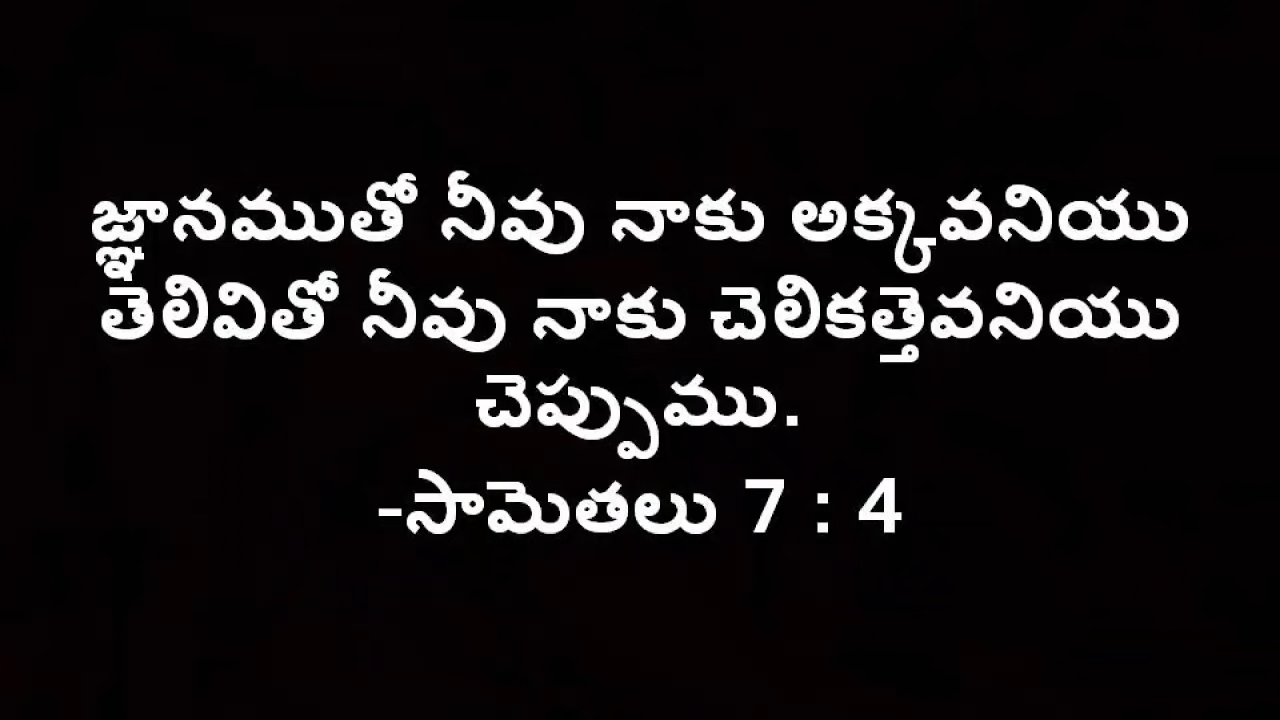 జ్ఞానముతో నీవు నాకు అక్కవనియు
తెలివితో నీవు నాకు చెలికత్తెవనియు
చెప్పుము.
-సామెతలు 7 : 4